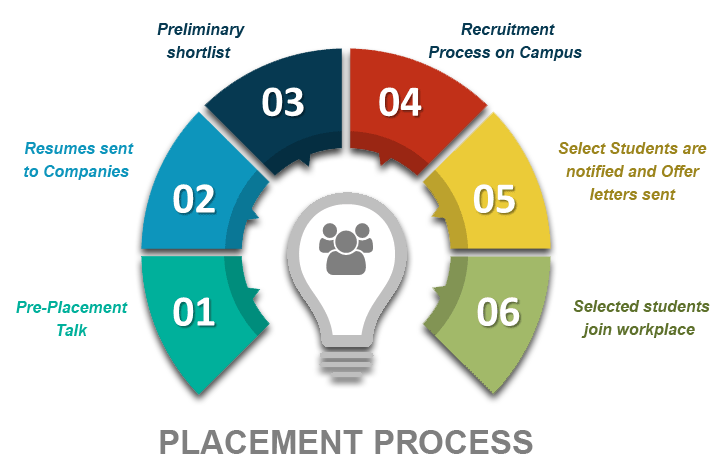 Preliminary
shortlist
Recruitment
Process on Campus
03
04
Resumes sent
to Companies
02
05
Select Students are
notified and Offer
letters sent
Pre-Placement
Talk
01
06
Selected students
join workplace
PLACEMENT PROCESS